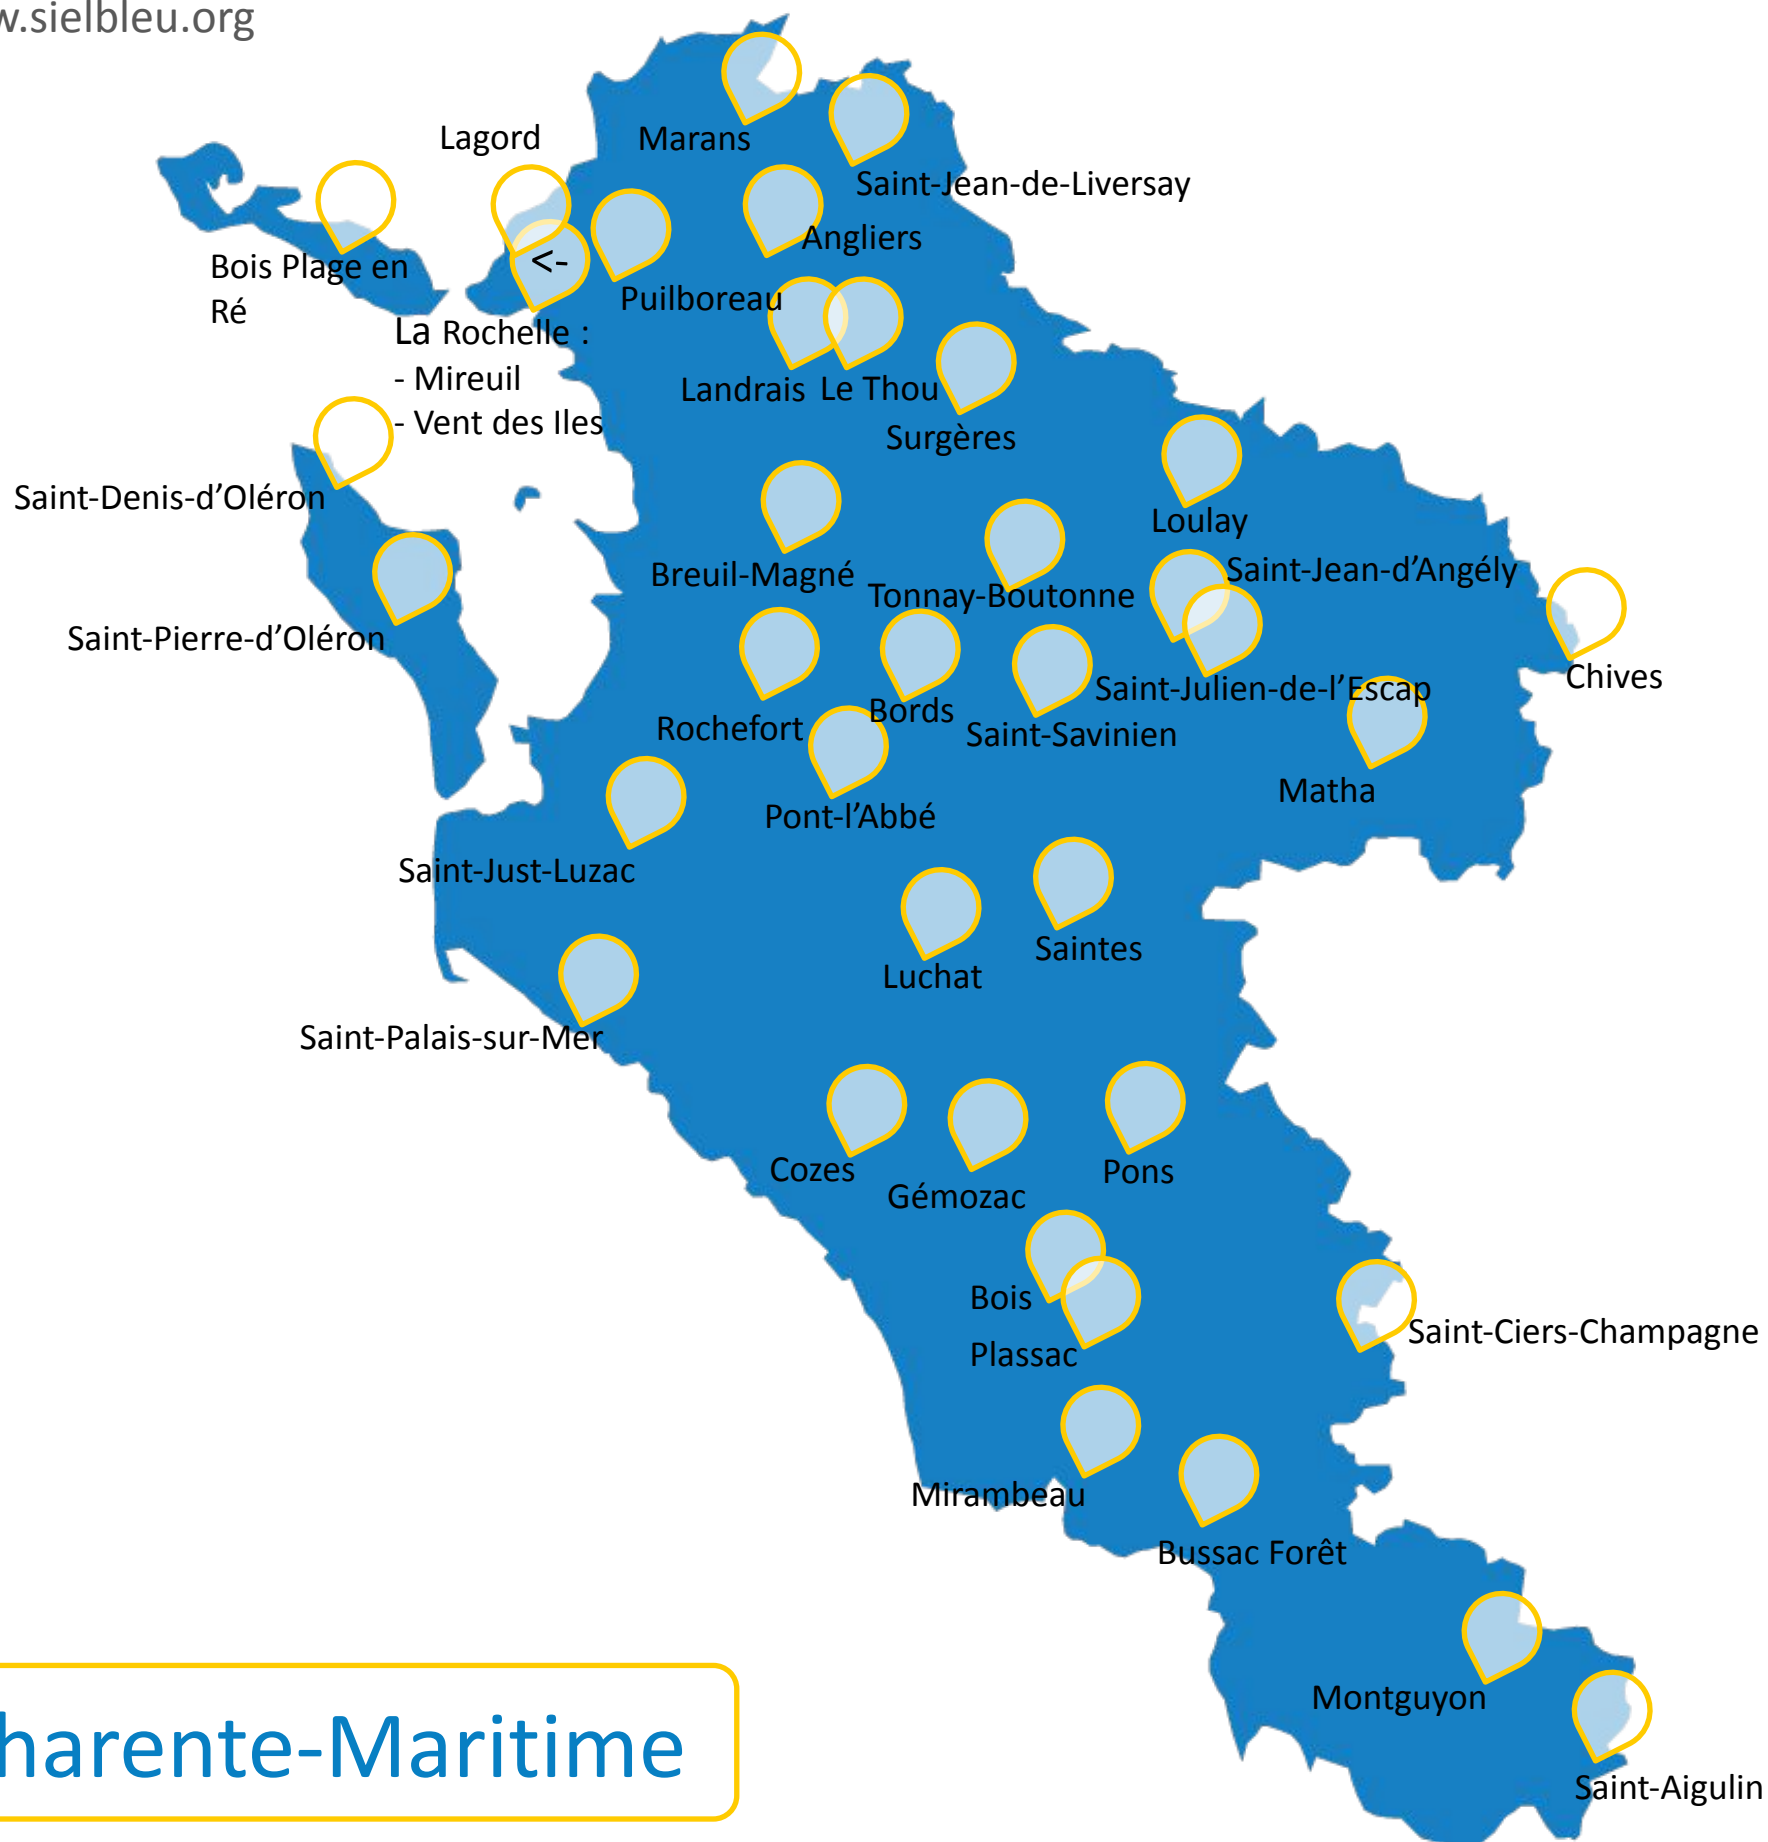 w.sielbleu.org
Lagord
Marans
Saint-Jean-de-Liversay
Angliers
Bois Plage en
Ré
<-
Puilboreau
La Rochelle :
- Mireuil
- Vent des Iles
Landrais
Le Thou
Surgères
Saint-Denis-d’Oléron
Loulay
Breuil-Magné
Tonnay-Boutonne
Saint-Jean-d’Angély
Saint-Pierre-d’Oléron
Chives
Saint-Julien-de-l’Escap
Bords
Rochefort
Saint-Savinien
Matha
Pont-l’Abbé
Saint-Just-Luzac
Saintes
Luchat
Saint-Palais-sur-Mer
Cozes
Gémozac
Pons
Bois
Plassac
Saint-Ciers-Champagne
Mirambeau
Bussac Forêt
Montguyon
harente-Maritime
Saint-Aigulin